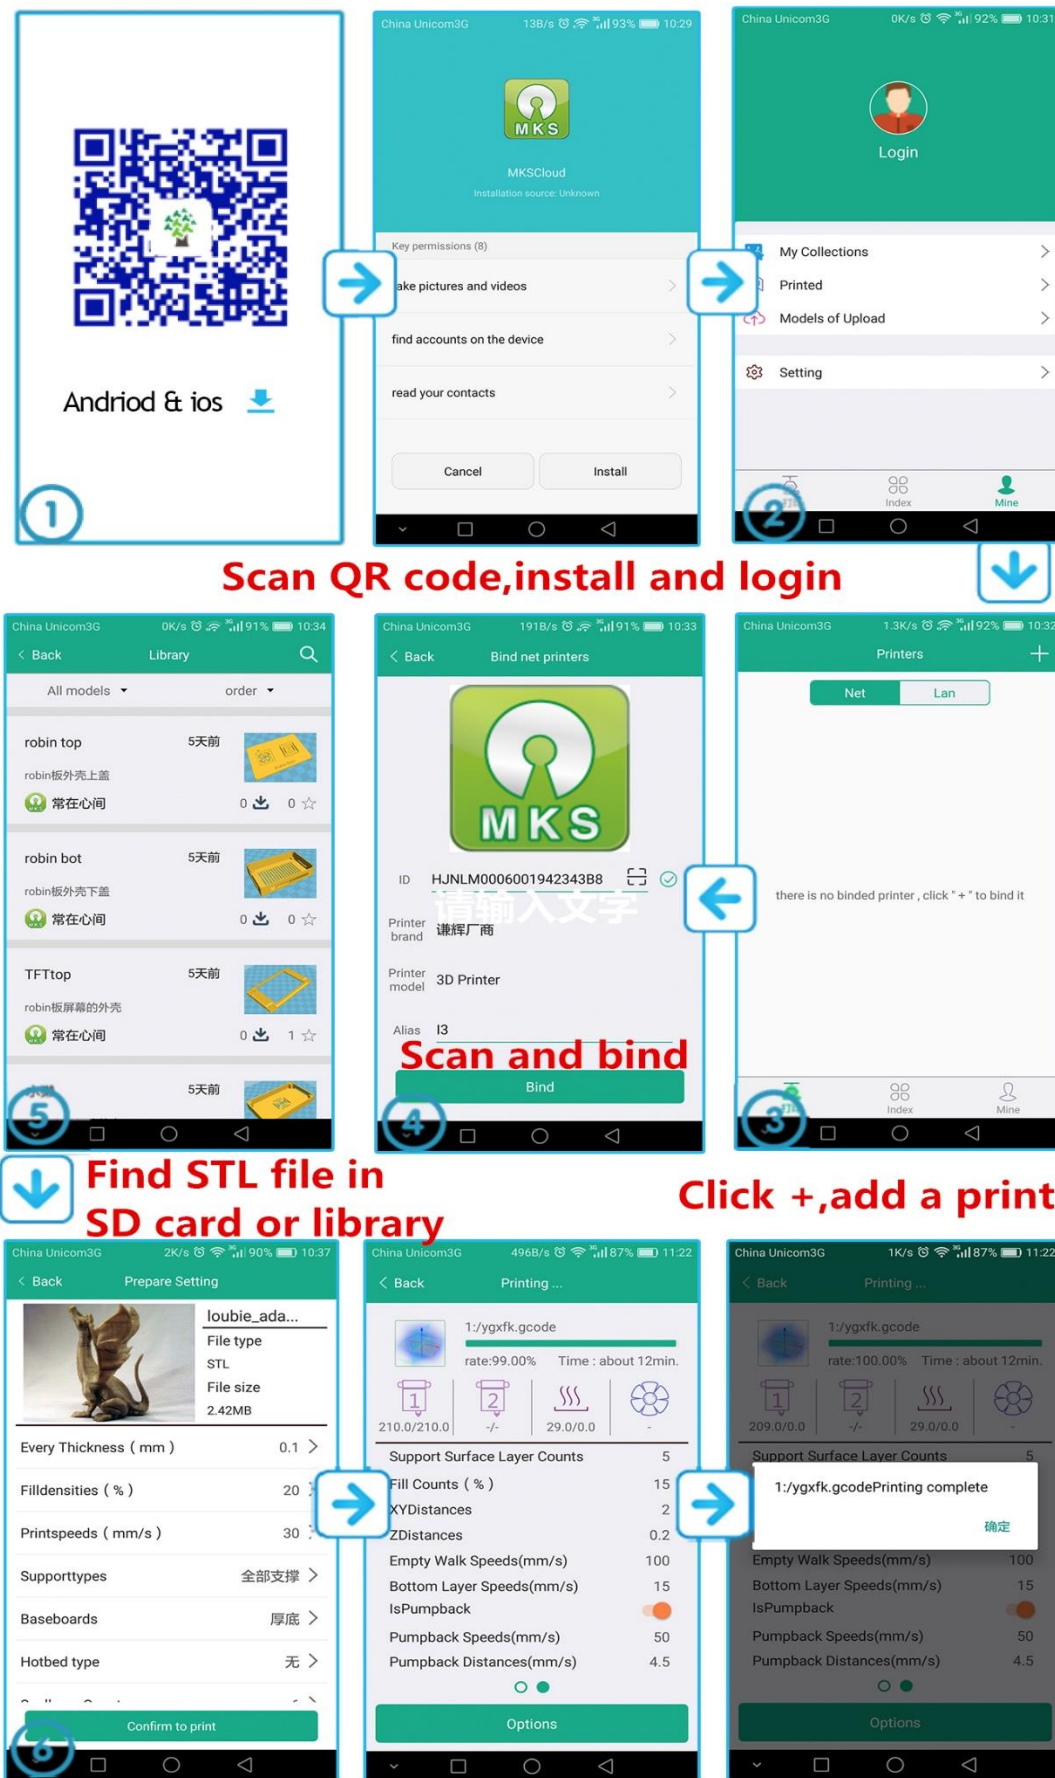 Andriod & ios
1
China Unicom3G 13B/s 3G 93% 10:29
MKS
MKSCloud
Installation source: Unknown
Key permissions (8)
ake pictures and videos
find accounts on the device
read your contacts
Cancel Install
China Unicom3G 0K/s 3G 92% 10:31
Login
My Collections
Printed
Models of Upload
Setting
Index Mine
2
Scan QR code,install and login
China Unicom3G 1.3K/s 3G 92% 10:32
Printers +
Net Lan
there is no binded printer , click " + " to bind it
Index Mine
3
Click +,add a print
China Unicom3G 191B/s 3G 91% 10:33
< Back Bind net printers
MKS
ID HJNLM0006001942343B8
请输入文字
Printer brand 谦辉厂商
Printer model 3D Printer
Alias I3
Scan and bind
Bind
4
China Unicom3G 0K/s 3G 91% 10:34
< Back Library
All models order
robin top 5天前
robin板外壳上盖
常在心间 0 0
robin bot 5天前
robin板外壳下盖
常在心间 0 0
TFTtop 5天前
robin板屏幕的外壳
常在心间 0 1
5天前
5
Find STL file in
SD card or library
China Unicom3G 2K/s 3G 90% 10:37
< Back Prepare Setting
loubie_ada...
File type
STL
File size
2.42MB
Every Thickness ( mm ) 0.1 >
Filldensities ( % ) 20
Printspeeds ( mm/s ) 30
Supporttypes 全部支撑 >
Baseboards 厚底 >
Hotbed type 无 >
Confirm to print
6
China Unicom3G 496B/s 3G 87% 11:22
< Back Printing ...
1:/ygxfk.gcode
rate:99.00% Time : about 12min.
1 2
210.0/210.0 -/- 29.0/0.0 -
Support Surface Layer Counts 5
Fill Counts ( % ) 15
XYDistances 2
ZDistances 0.2
Empty Walk Speeds(mm/s) 100
Bottom Layer Speeds(mm/s) 15
IsPumpback
Pumpback Speeds(mm/s) 50
Pumpback Distances(mm/s) 4.5
Options
China Unicom3G 1K/s 3G 87% 11:22
< Back Printing ...
1:/ygxfk.gcode
rate:100.00% Time : about 12min.
1 2
209.0/0.0 -/- 29.0/0.0 -
Support Surface Layer Counts 5
1:/ygxfk.gcodePrinting complete
确定
Empty Walk Speeds(mm/s) 100
Bottom Layer Speeds(mm/s) 15
IsPumpback
Pumpback Speeds(mm/s) 50
Pumpback Distances(mm/s) 4.5
Options